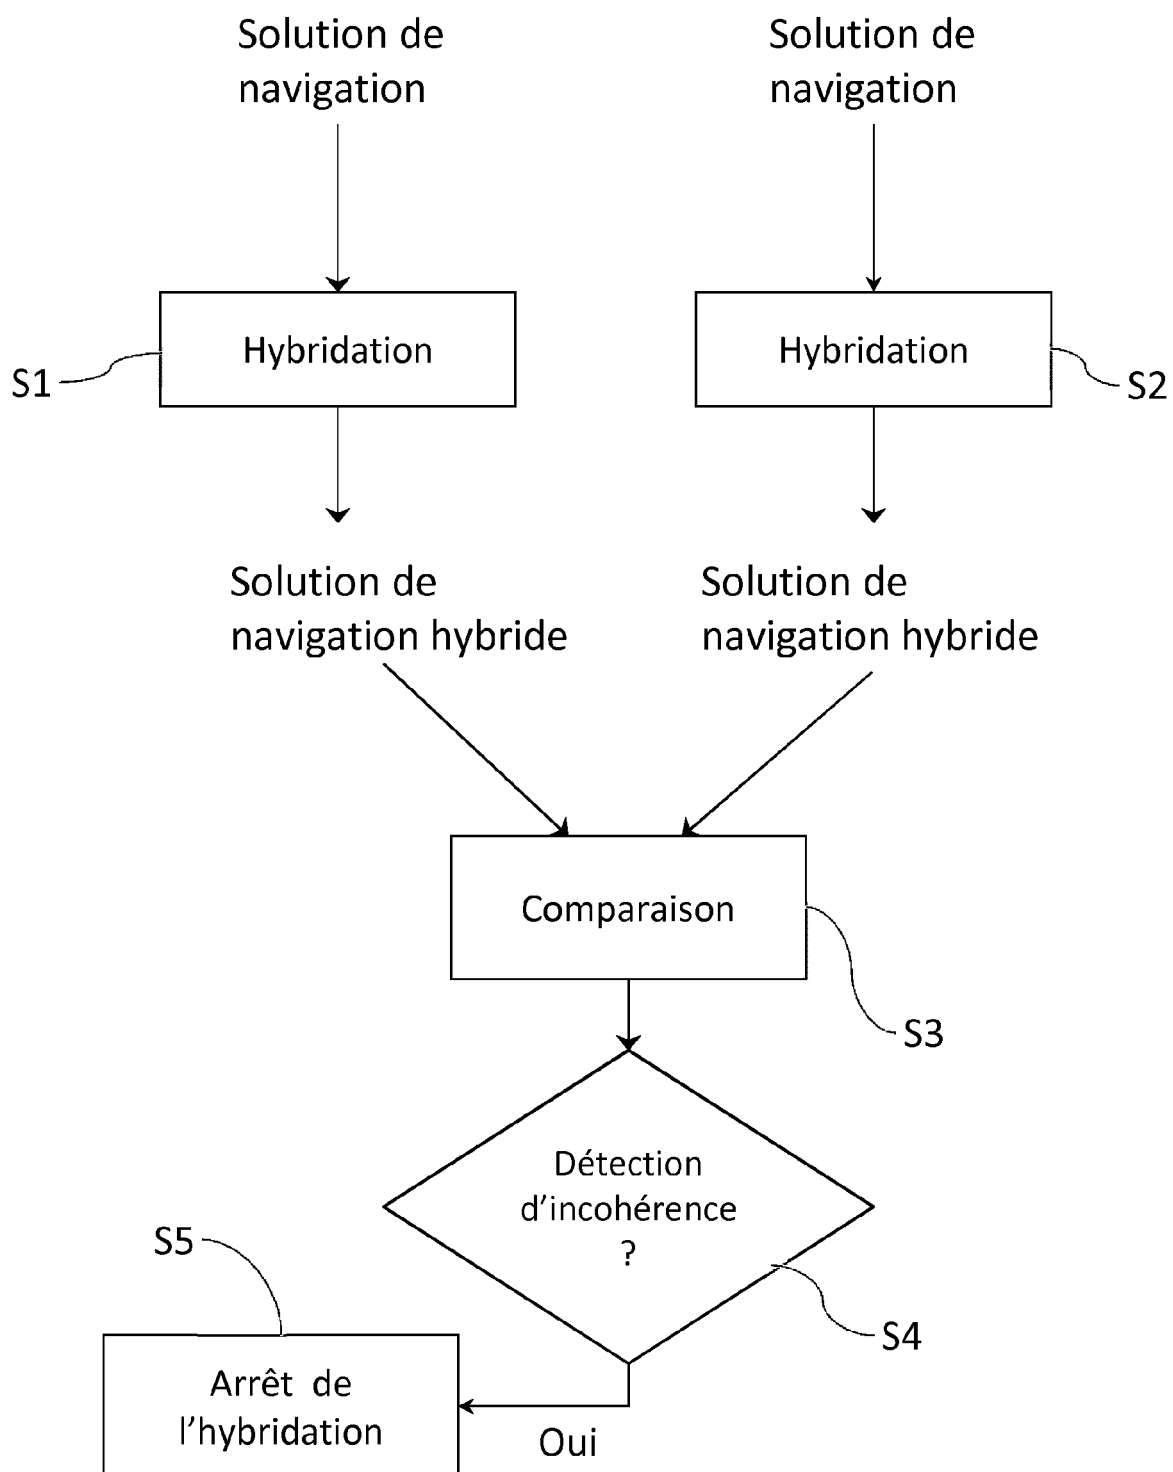 Solution de
navigation
Solution de
navigation
Hybridation
Hybridation
S1
S2
Solution de
navigation hybride
Solution de
navigation hybride
Comparaison
S3
Détection
d'incohérence
?
S5
S4
Arrêt de
l'hybridation
Oui